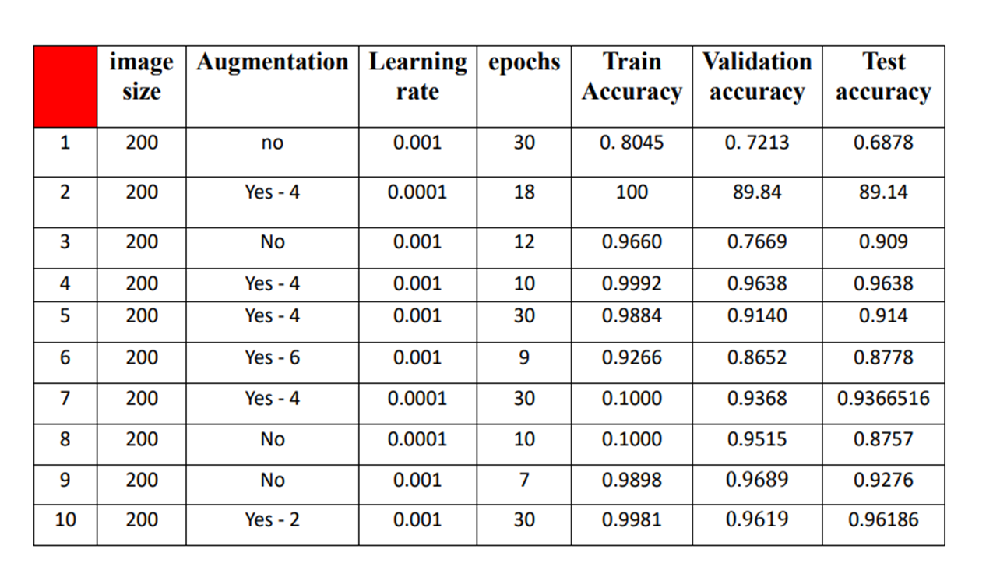 image size Augmentation Learning rate epochs Train Accuracy Validation accuracy Test accuracy
1 200 no 0.001 30 0. 8045 0. 7213 0.6878
2 200 Yes - 4 0.0001 18 100 89.84 89.14
3 200 No 0.001 12 0.9660 0.7669 0.909
4 200 Yes - 4 0.001 10 0.9992 0.9638 0.9638
5 200 Yes - 4 0.001 30 0.9884 0.9140 0.914
6 200 Yes - 6 0.001 9 0.9266 0.8652 0.8778
7 200 Yes - 4 0.0001 30 0.1000 0.9368 0.9366516
8 200 No 0.0001 10 0.1000 0.9515 0.8757
9 200 No 0.001 7 0.9898 0.9689 0.9276
10 200 Yes - 2 0.001 30 0.9981 0.9619 0.96186